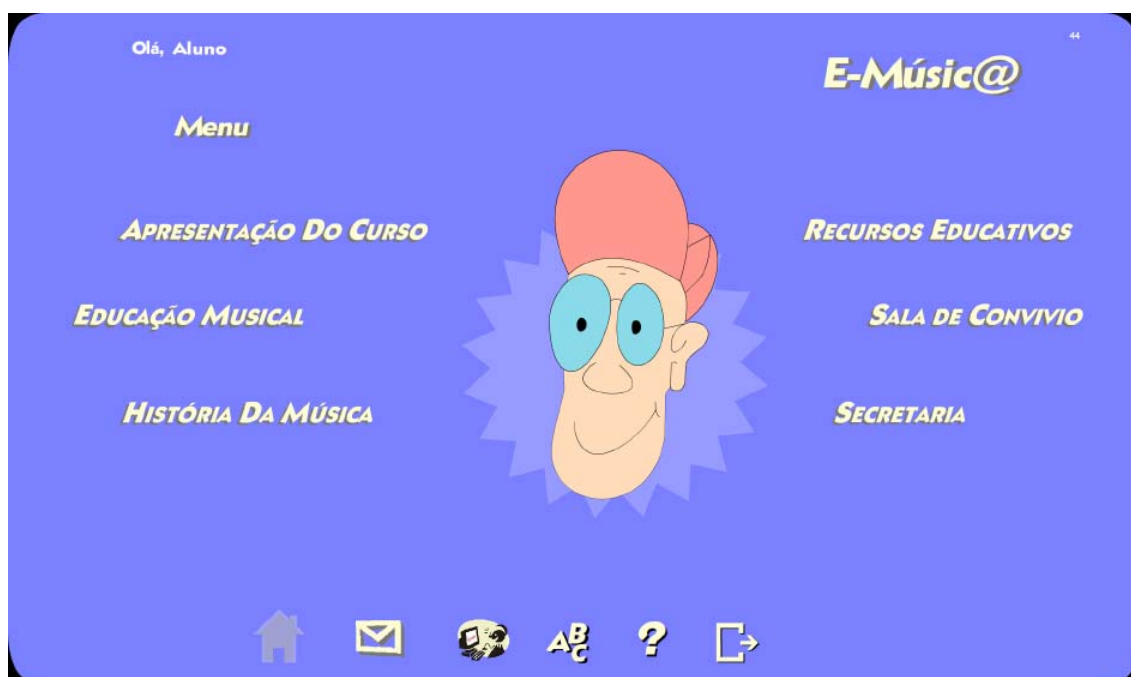 Olá, Aluno
44
E-Músic@
Menu
APRESENTAÇÃO DO CURSO
RECURSOS EDUCATIVOS
EDUCAÇÃO MUSICAL
SALA DE CONVIVIO
HISTÓRIA DA MÚSICA
SECRETARIA
ABC
?